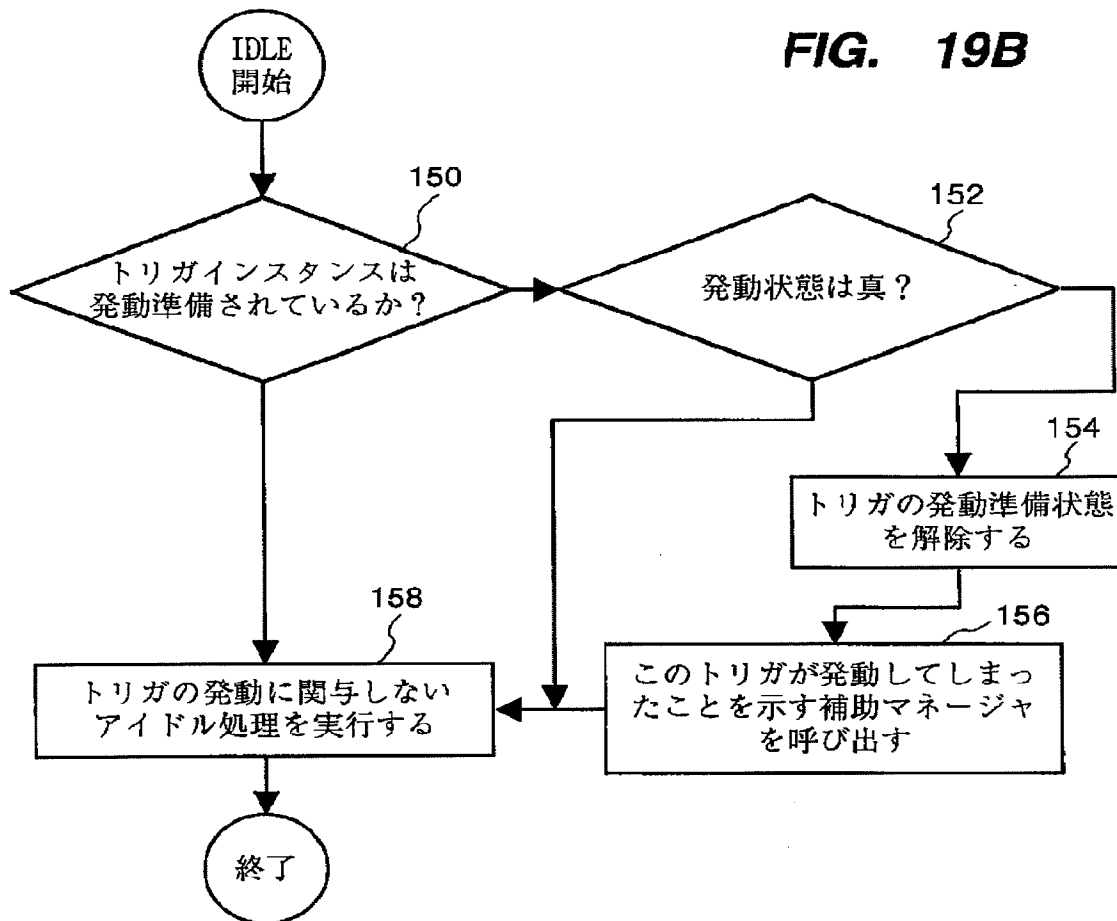 FIG. 19B
IDLE
開始
150
トリガインスタンスは
発動準備されているか?
152
発動状態は真?
154
トリガの発動準備状態
を解除する
156
このトリガが発動してしまっ
たことを示す補助マネージャ
を呼び出す
158
トリガの発動に関与しない
アイドル処理を実行する
終了